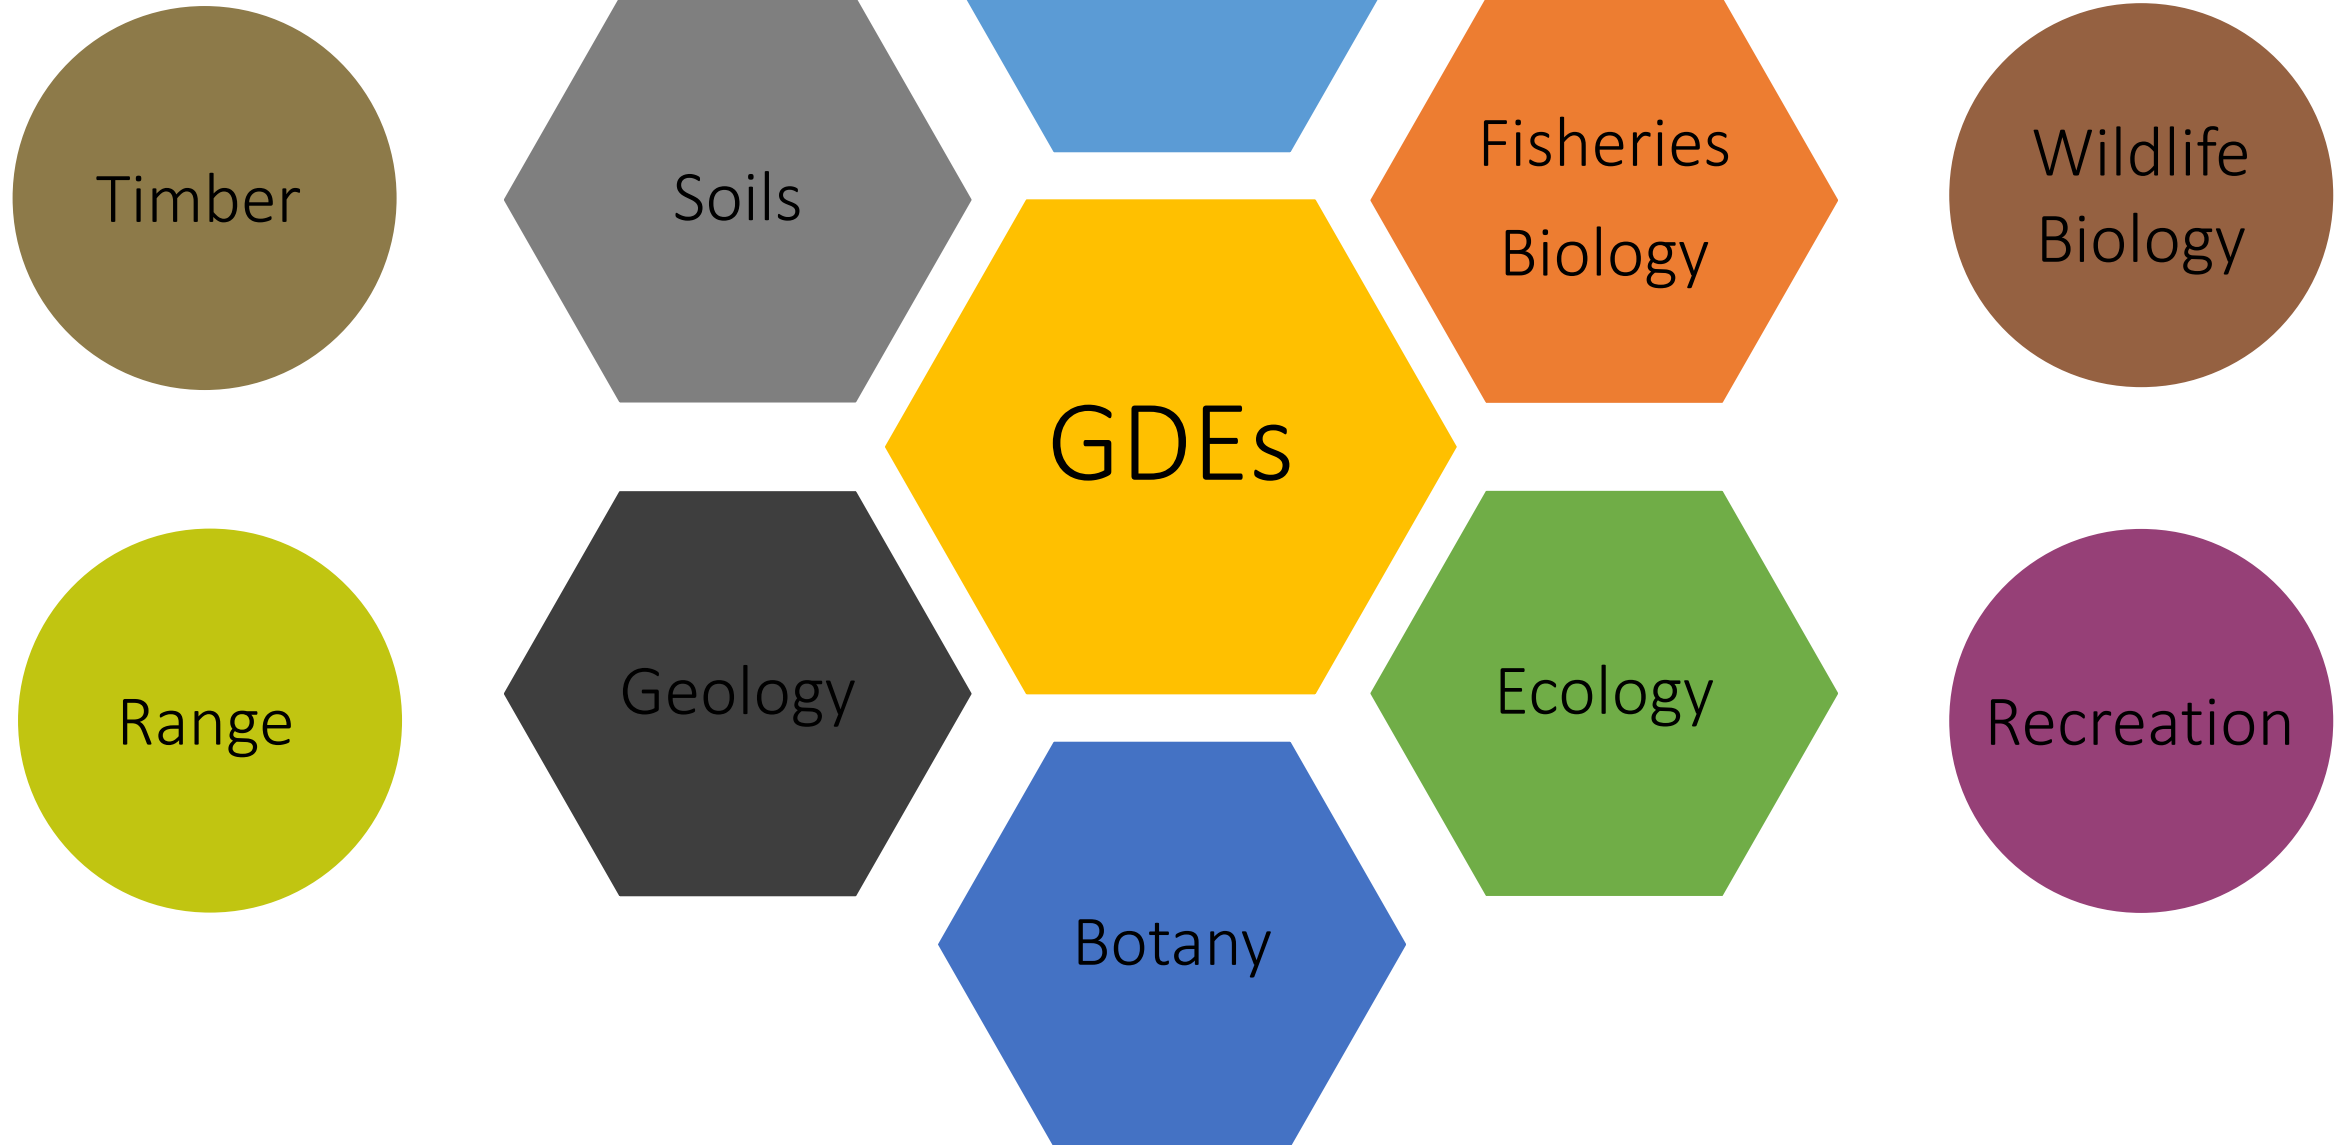 Timber
Soils
Fisheries
Biology
Wildlife
Biology
GDEs
Range
Geology
Ecology
Recreation
Botany